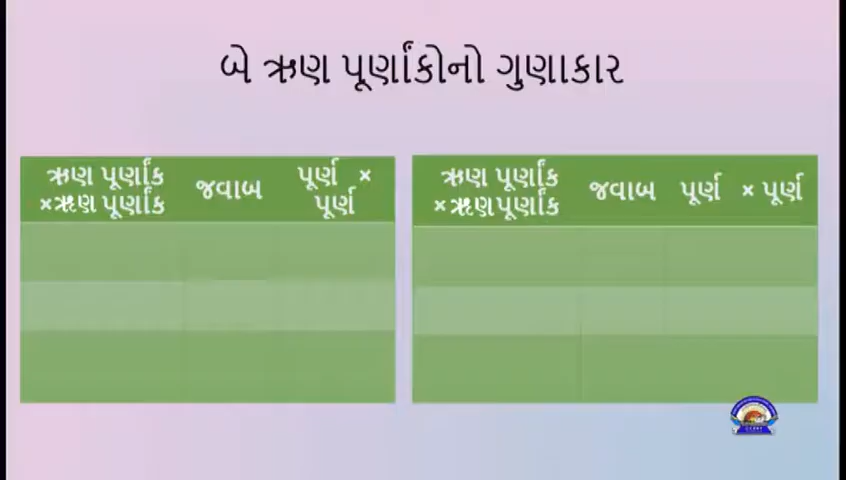 બે ઋણ પૂર્ણાંકોનો ગુણાકાર
ઋણ પૂર્ણાંક
×ઋણ પૂર્ણાંક
જવાબ
પૂર્ણ ×
પૂર્ણ
ઋણ પૂર્ણાંક
×ઋણપૂર્ણાંક
જવાબ
પૂર્ણ × પૂર્ણ